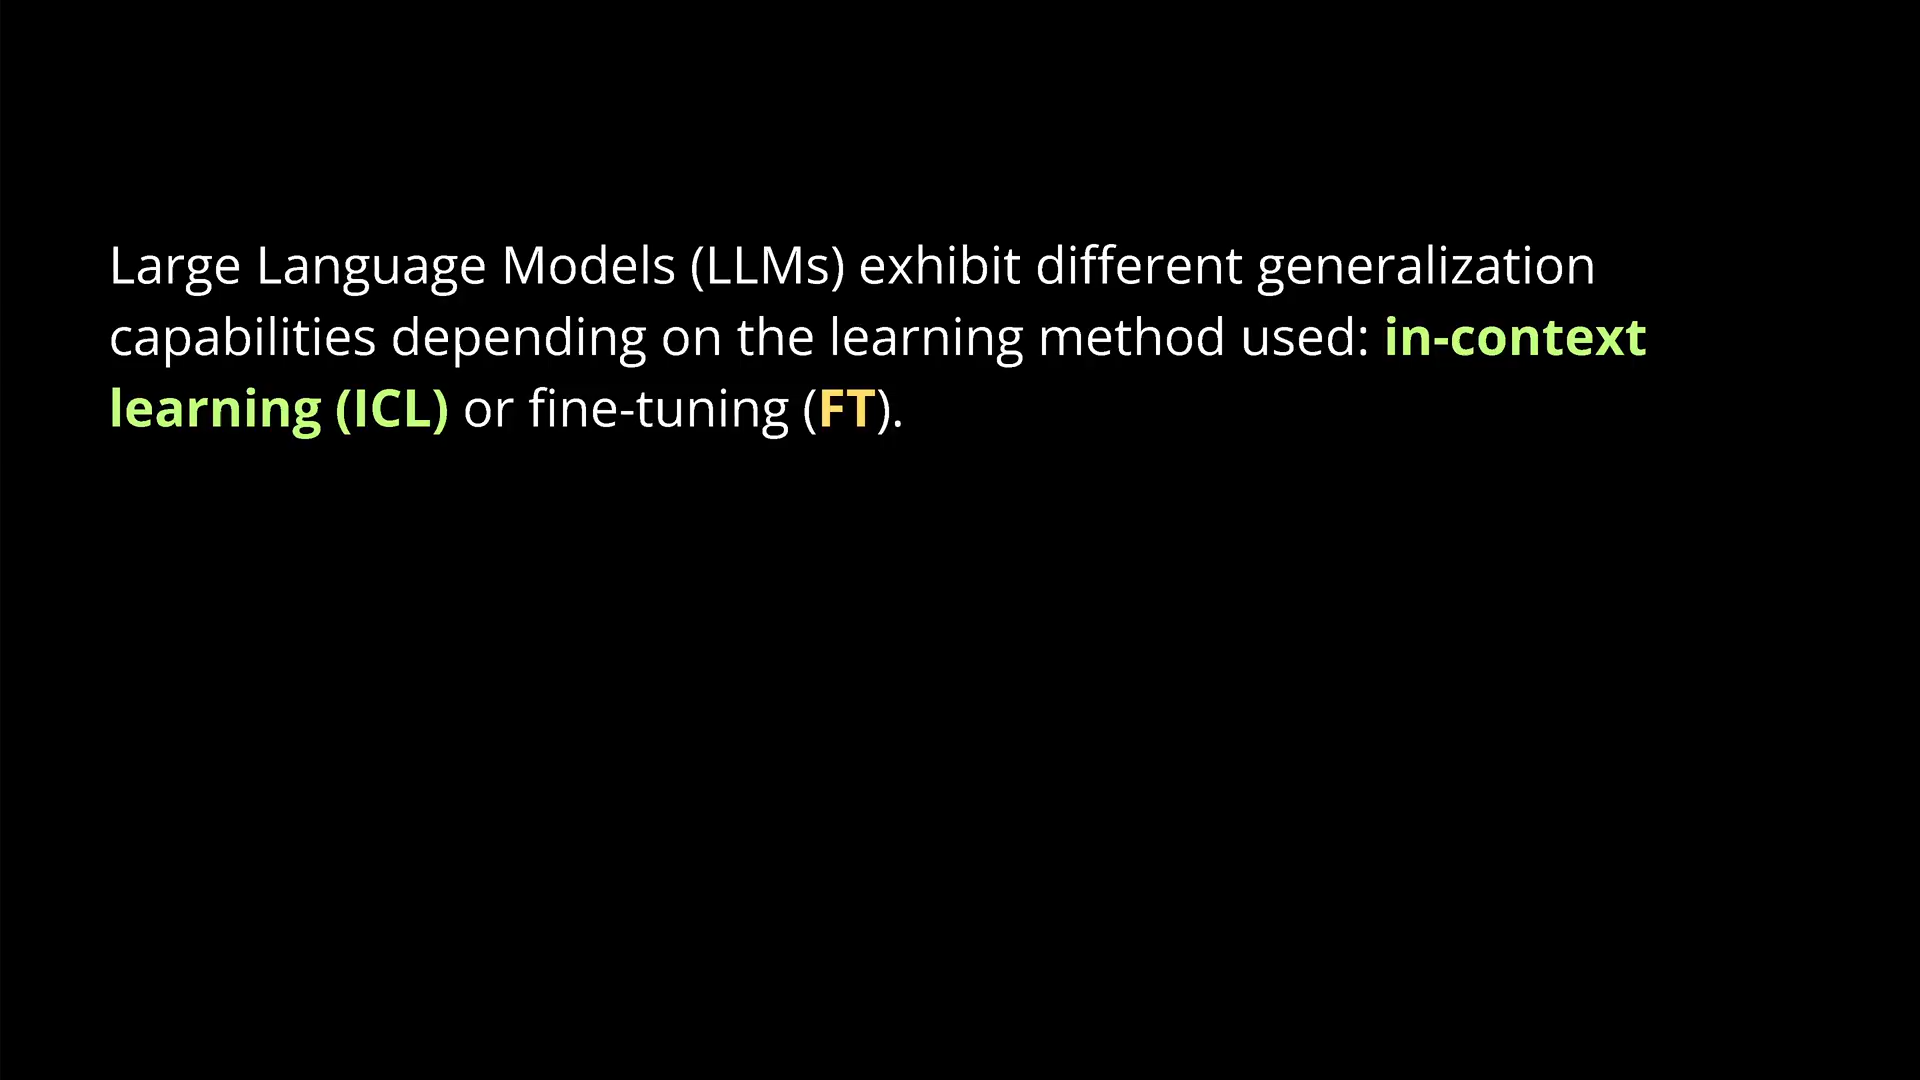 Large Language Models (LLMs) exhibit different generalization
capabilities depending on the learning method used: in-context
learning (ICL) or fine-tuning (FT).